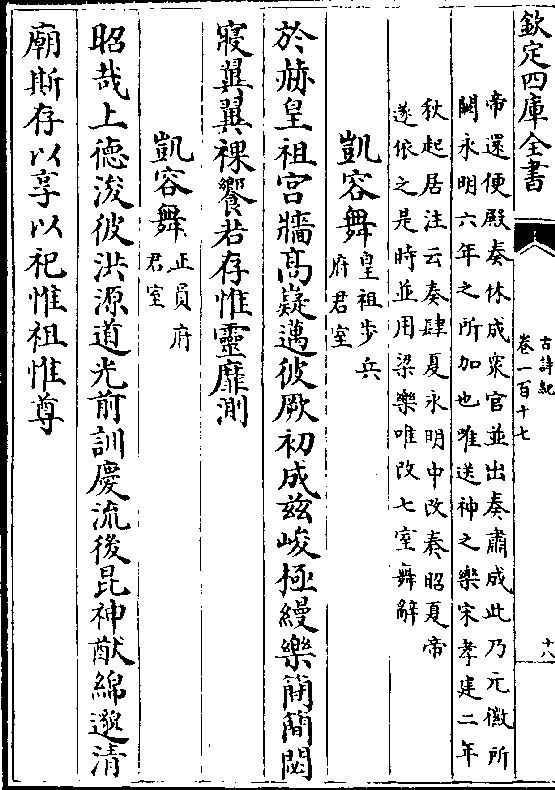 欽定四庫全書
古詩紀
卷一百十七
十八
帝還便殿奏休成衆官並出奏肅成此乃元徽所
闕永明六年之所加也唯送神之樂宋孝建二年
秋起居注云奏肆夏永明中改奏昭夏帝
遂依之是時並用梁樂唯改七室舞辭
凱容舞皇祖步兵
府君室
於赫皇祖宮牆高嶷邁彼厥初成兹峻極縵樂簡簡閟
寢翼翼祼饗若存惟靈靡測
凱容舞正員府
君室
昭哉上德浚彼洪源道光前訓慶流後昆神猷緜邈清
廟斯存以享以祀惟祖惟尊